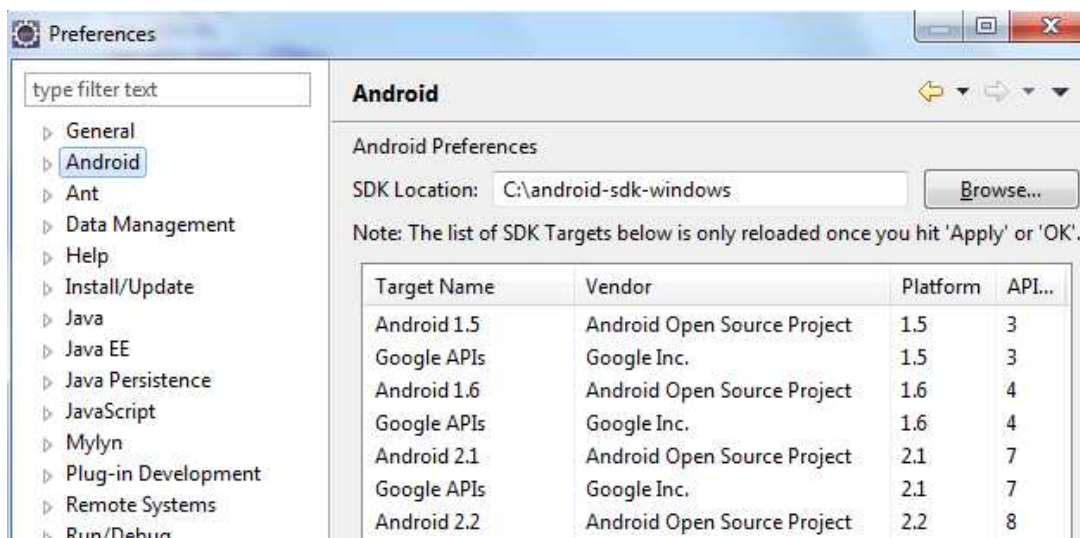 Preferences
type filter text
General
Android
Ant
Data Management
Help
Install/Update
Java
Java EE
Java Persistence
JavaScript
Mylyn
Plug-in Development
Remote Systems
Run/Debug
Android
Android Preferences
SDK Location: C:\android-sdk-windows Browse...
Note: The list of SDK Targets below is only reloaded once you hit 'Apply' or 'OK'.
Target Name Vendor Platform API...
Android 1.5 Android Open Source Project 1.5 3
Google APIs Google Inc. 1.5 3
Android 1.6 Android Open Source Project 1.6 4
Google APIs Google Inc. 1.6 4
Android 2.1 Android Open Source Project 2.1 7
Google APIs Google Inc. 2.1 7
Android 2.2 Android Open Source Project 2.2 8